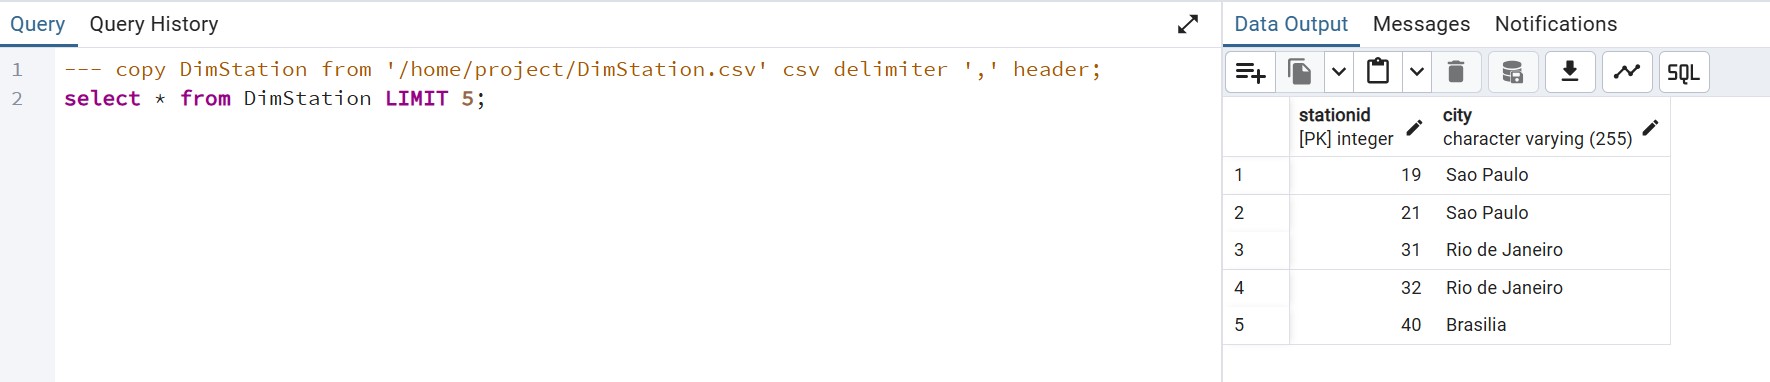 Query Query History
1 --- copy DimStation from '/home/project/DimStation.csv' csv delimiter ',' header;
2 select * from DimStation LIMIT 5;
Data Output Messages Notifications
SQL
stationid city
[PK] integer character varying (255)
1 19 Sao Paulo
2 21 Sao Paulo
3 31 Rio de Janeiro
4 32 Rio de Janeiro
5 40 Brasilia